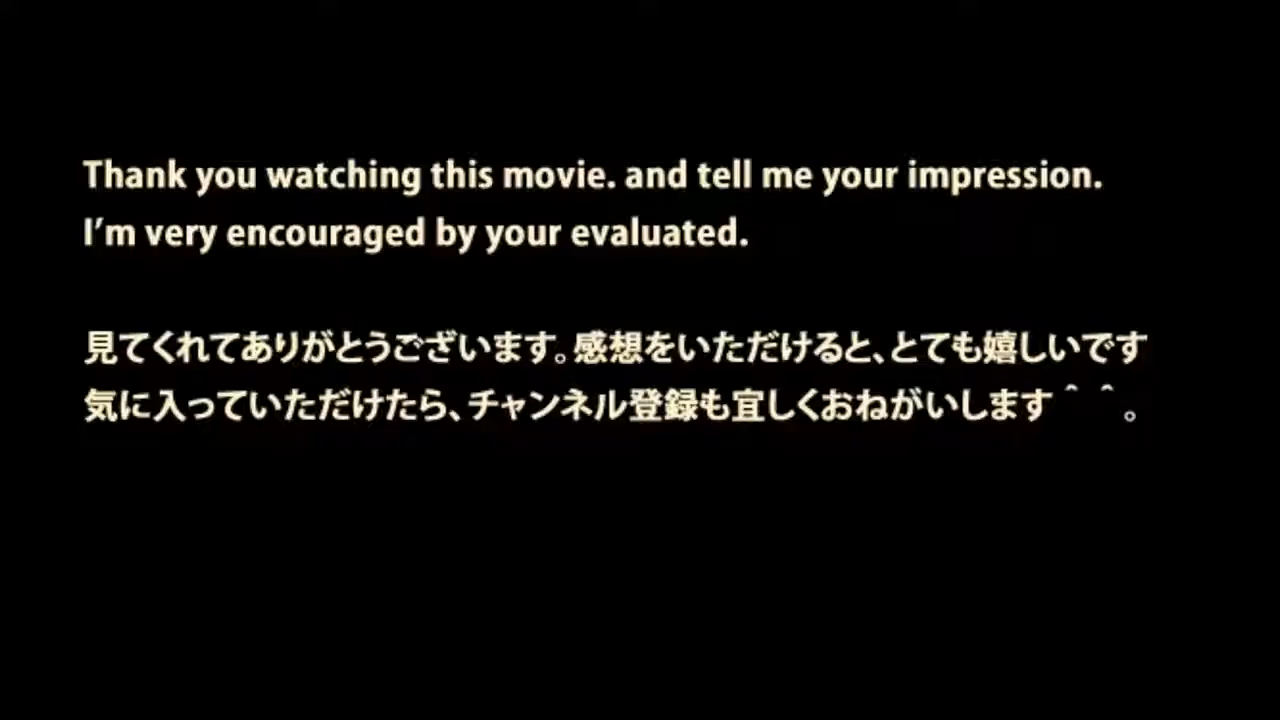 Thank you watching this movie. and tell me your impression.
I’m very encouraged by your evaluated.
見てくれてありがとうございます。感想をいただけると、とても嬉しいです
気に入っていただけたら、チャンネル登録も宜しくおねがいします＾＾。